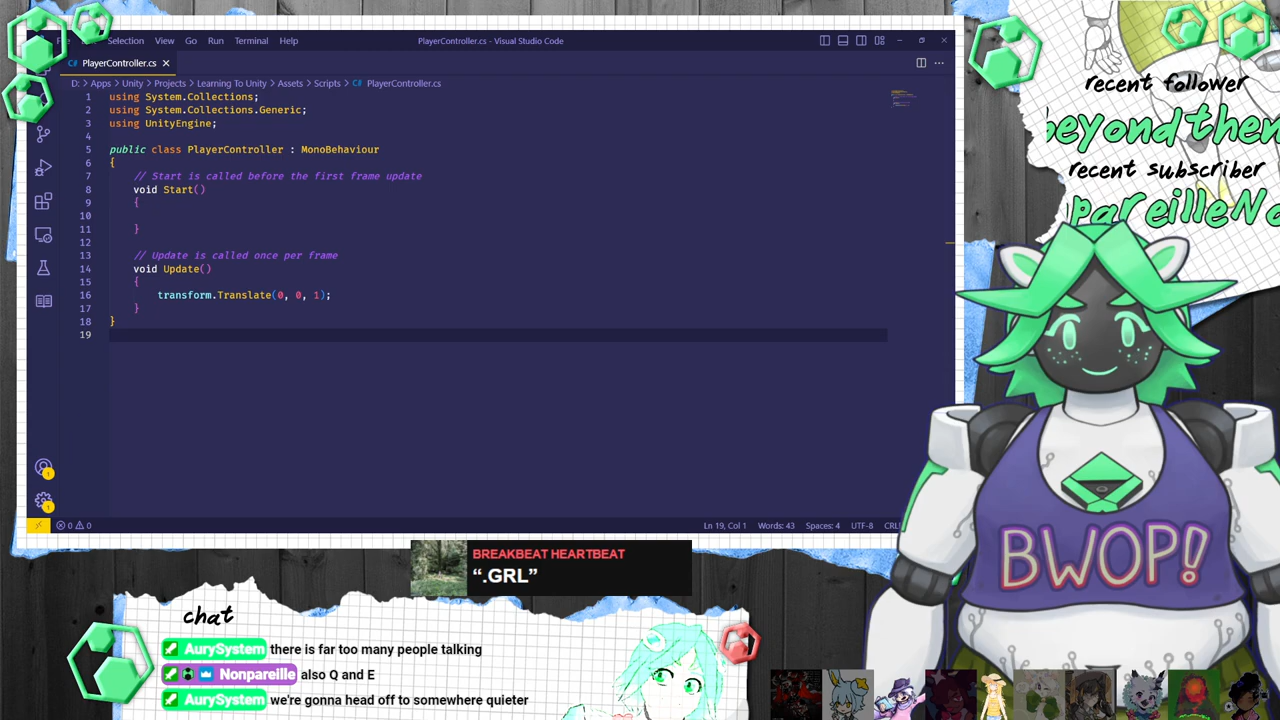 Selection View Go Run Terminal Help
PlayerController.cs - Visual Studio Code
C# PlayerController.cs
D: > Apps > Unity > Projects > Learning To Unity > Assets > Scripts > C# PlayerController.cs
1 using System.Collections;
2 using System.Collections.Generic;
3 using UnityEngine;
4
5 public class PlayerController : MonoBehaviour
6 {
7 // Start is called before the first frame update
8 void Start()
9 {
10
11 }
12
13 // Update is called once per frame
14 void Update()
15 {
16 transform.Translate(0, 0, 1);
17 }
18 }
19
1
1
0 0 Ln 19, Col 1 Words: 43 Spaces: 4 UTF-8
recent follower
recent subscriber
BWOP!
BREAKBEAT HEARTBEAT
“.GRL”
chat
AurySystem there is far too many people talking
Nonpareille also Q and E
AurySystem we're gonna head off to somewhere quieter